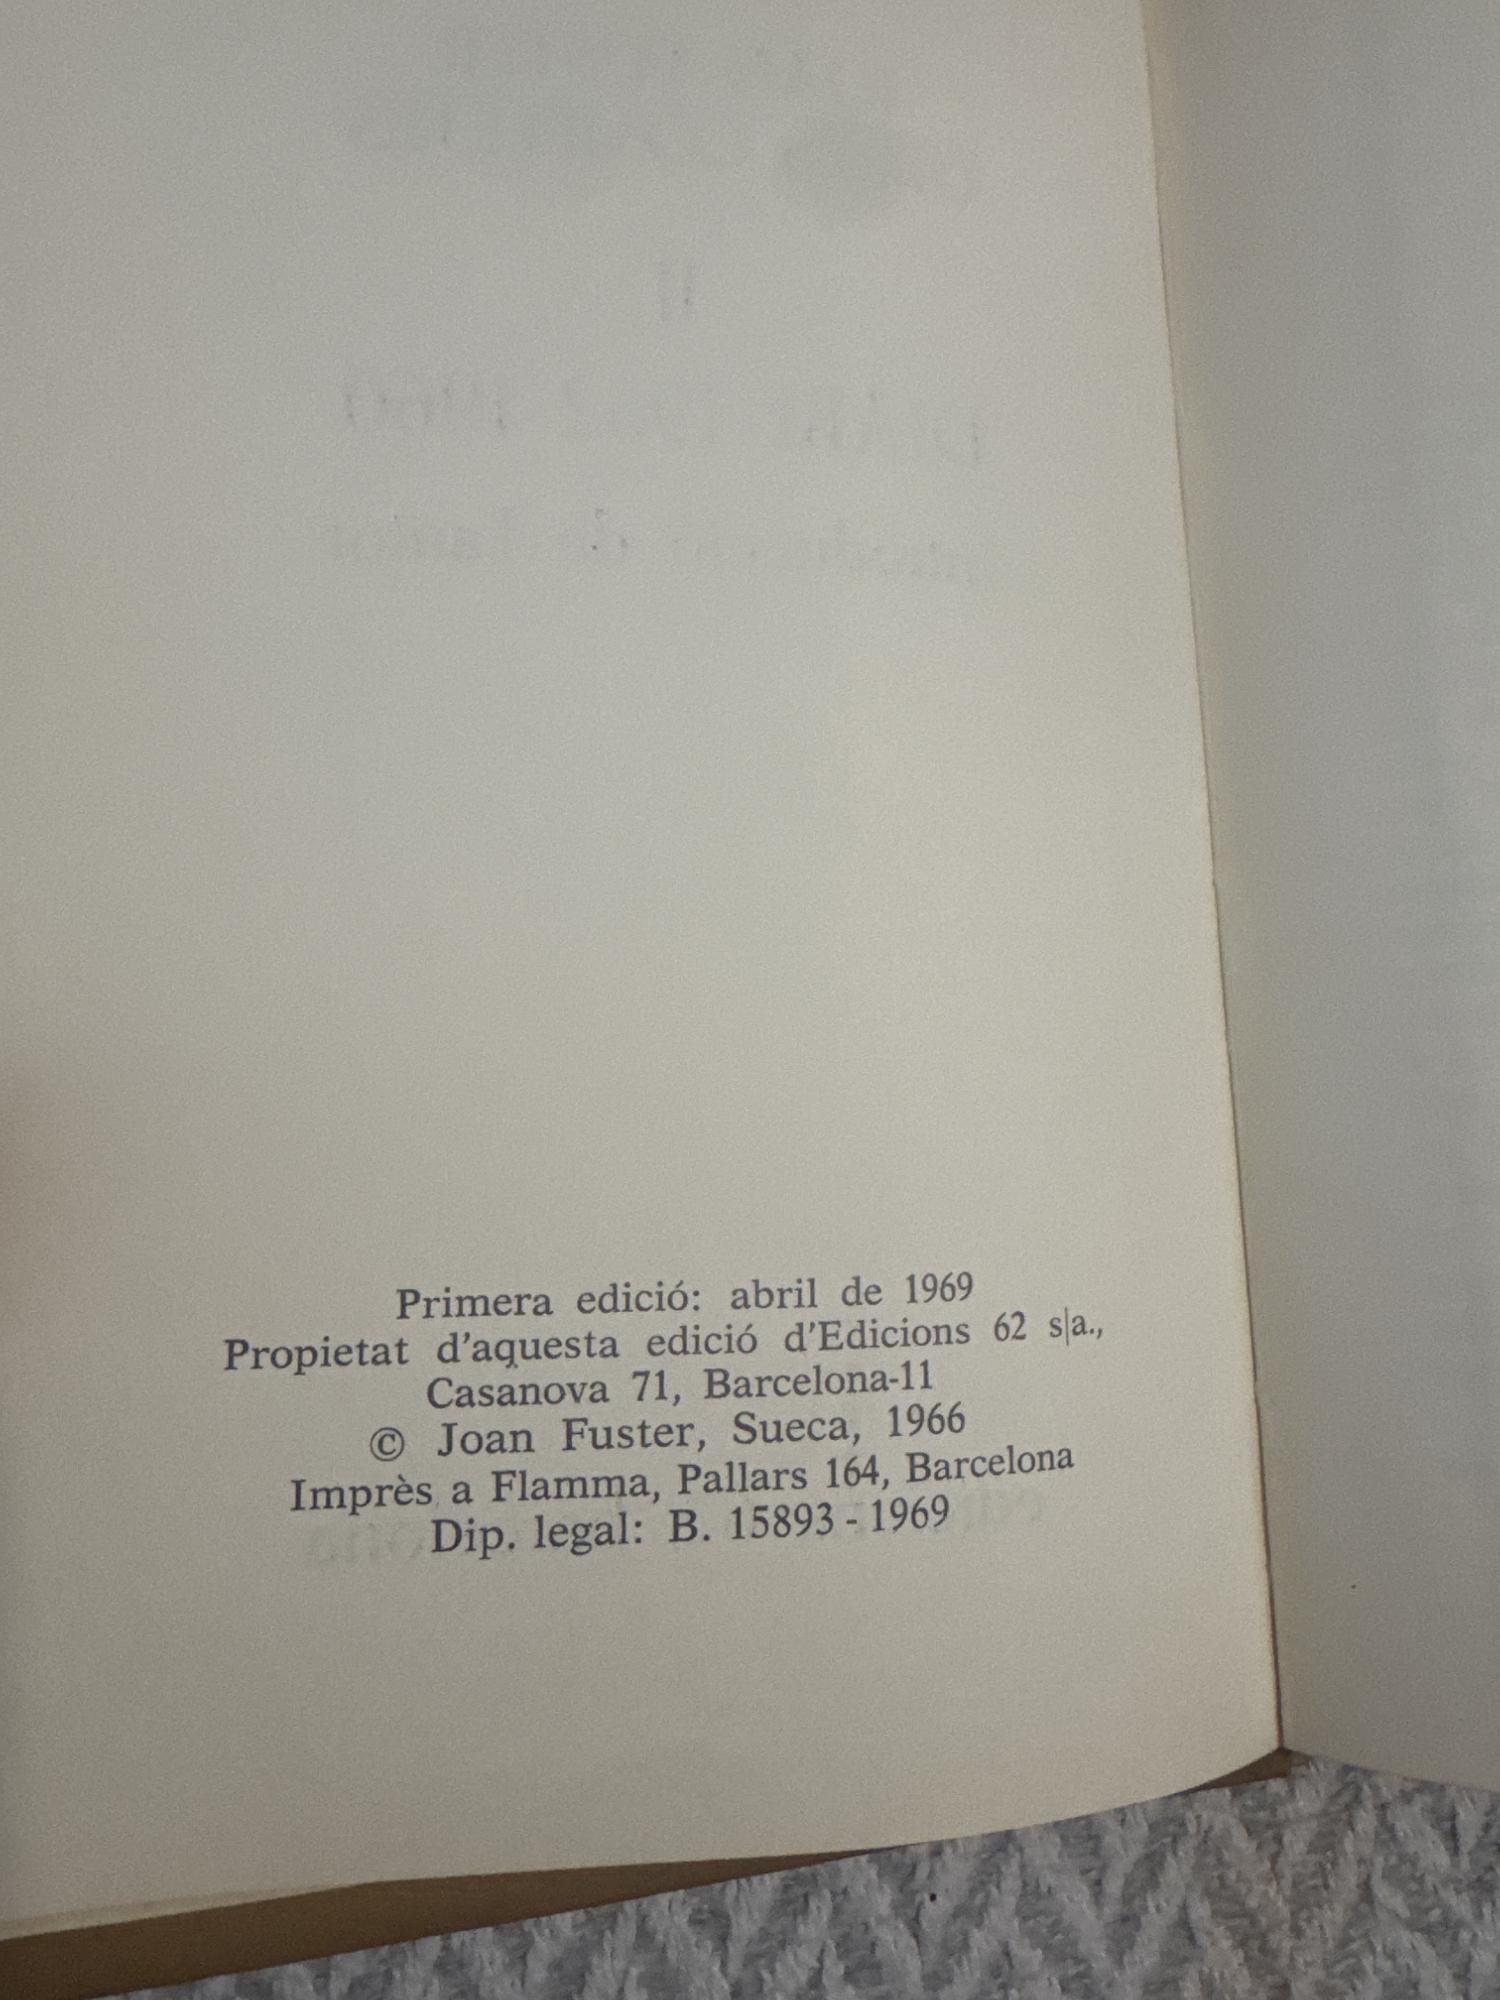 Primera edició: abril de 1969
Propietat d'aquesta edició d'Edicions 62 s|a.,
Casanova 71, Barcelona-11
© Joan Fuster, Sueca, 1966
Imprès a Flamma, Pallars 164, Barcelona
Dip. legal: B. 15893 - 1969